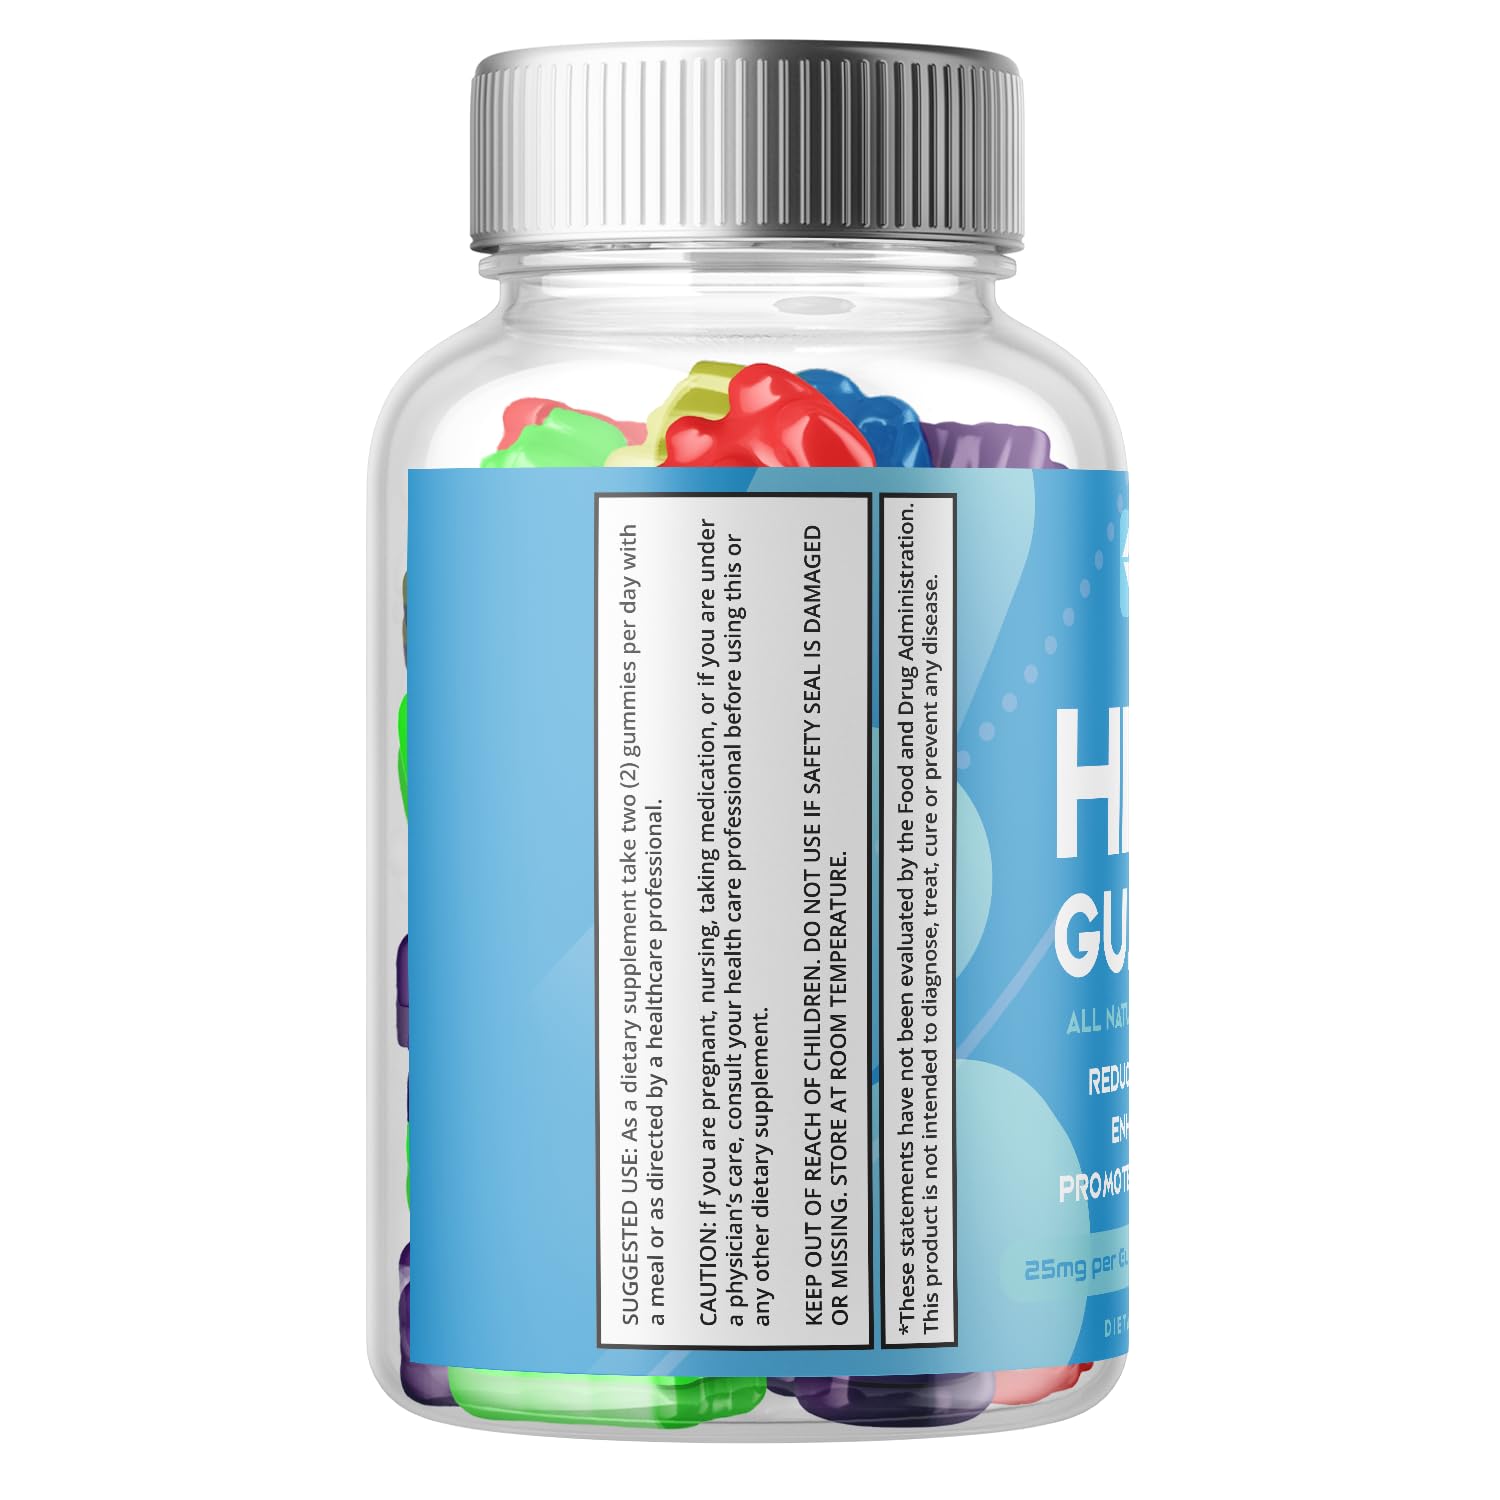 SUGGESTED USE: As a dietary supplement take two (2) gummies per day with
a meal or as directed by a healthcare professional.
CAUTION: If you are pregnant, nursing, taking medication, or if you are under
a physician's care, consult your health care professional before using this or
any other dietary supplement.
KEEP OUT OF REACH OF CHILDREN. DO NOT USE IF SAFETY SEAL IS DAMAGED
OR MISSING. STORE AT ROOM TEMPERATURE.
*These statements have not been evaluated by the Food and Drug Administration.
This product is not intended to diagnose, treat, cure or prevent any disease.
ALL
25mg per